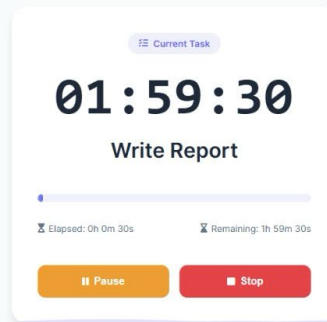 Current Task
01:59:30
Write Report
Elapsed: 0h 0m 30s
Remaining: 1h 59m 30s
Pause
Stop